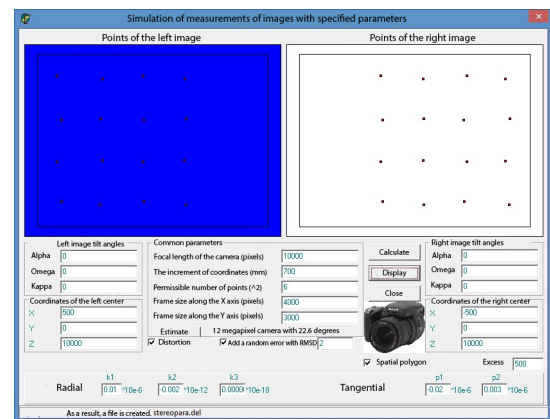 Simulation of measurements of images with specified parameters
Points of the left image
Points of the right image
Left image tilt angles
Alpha 0
Omega 0
Kappa 0
Coordinates of the left center
X 500
Y 0
Z 10000
Common parameters
Focal length of the camera (pixels) 10000
The increment of coordinates (mm) 700
Permissible number of points (^2) 6
Frame size along the X axis (pixels) 4000
Frame size along the Y axis (pixels) 3000
Estimate 12 megapixel camera with 22.6 degrees
Distortion Add a random error with RMSD 2
Calculate
Display
Close
Right image tilt angles
Alpha 0
Omega 0
Kappa 0
Coordinates of the right center
X -500
Y 0
Z 10000
Spatial polygon Excess 500
k1 k2 k3 p1 p2
Radial 0.01 *10e-6 -0.002 *10e-12 0.0000 *10e-18 Tangential -0.02 *10e-6 0.003 *10e-6
As a result, a file is created. stereopara.del